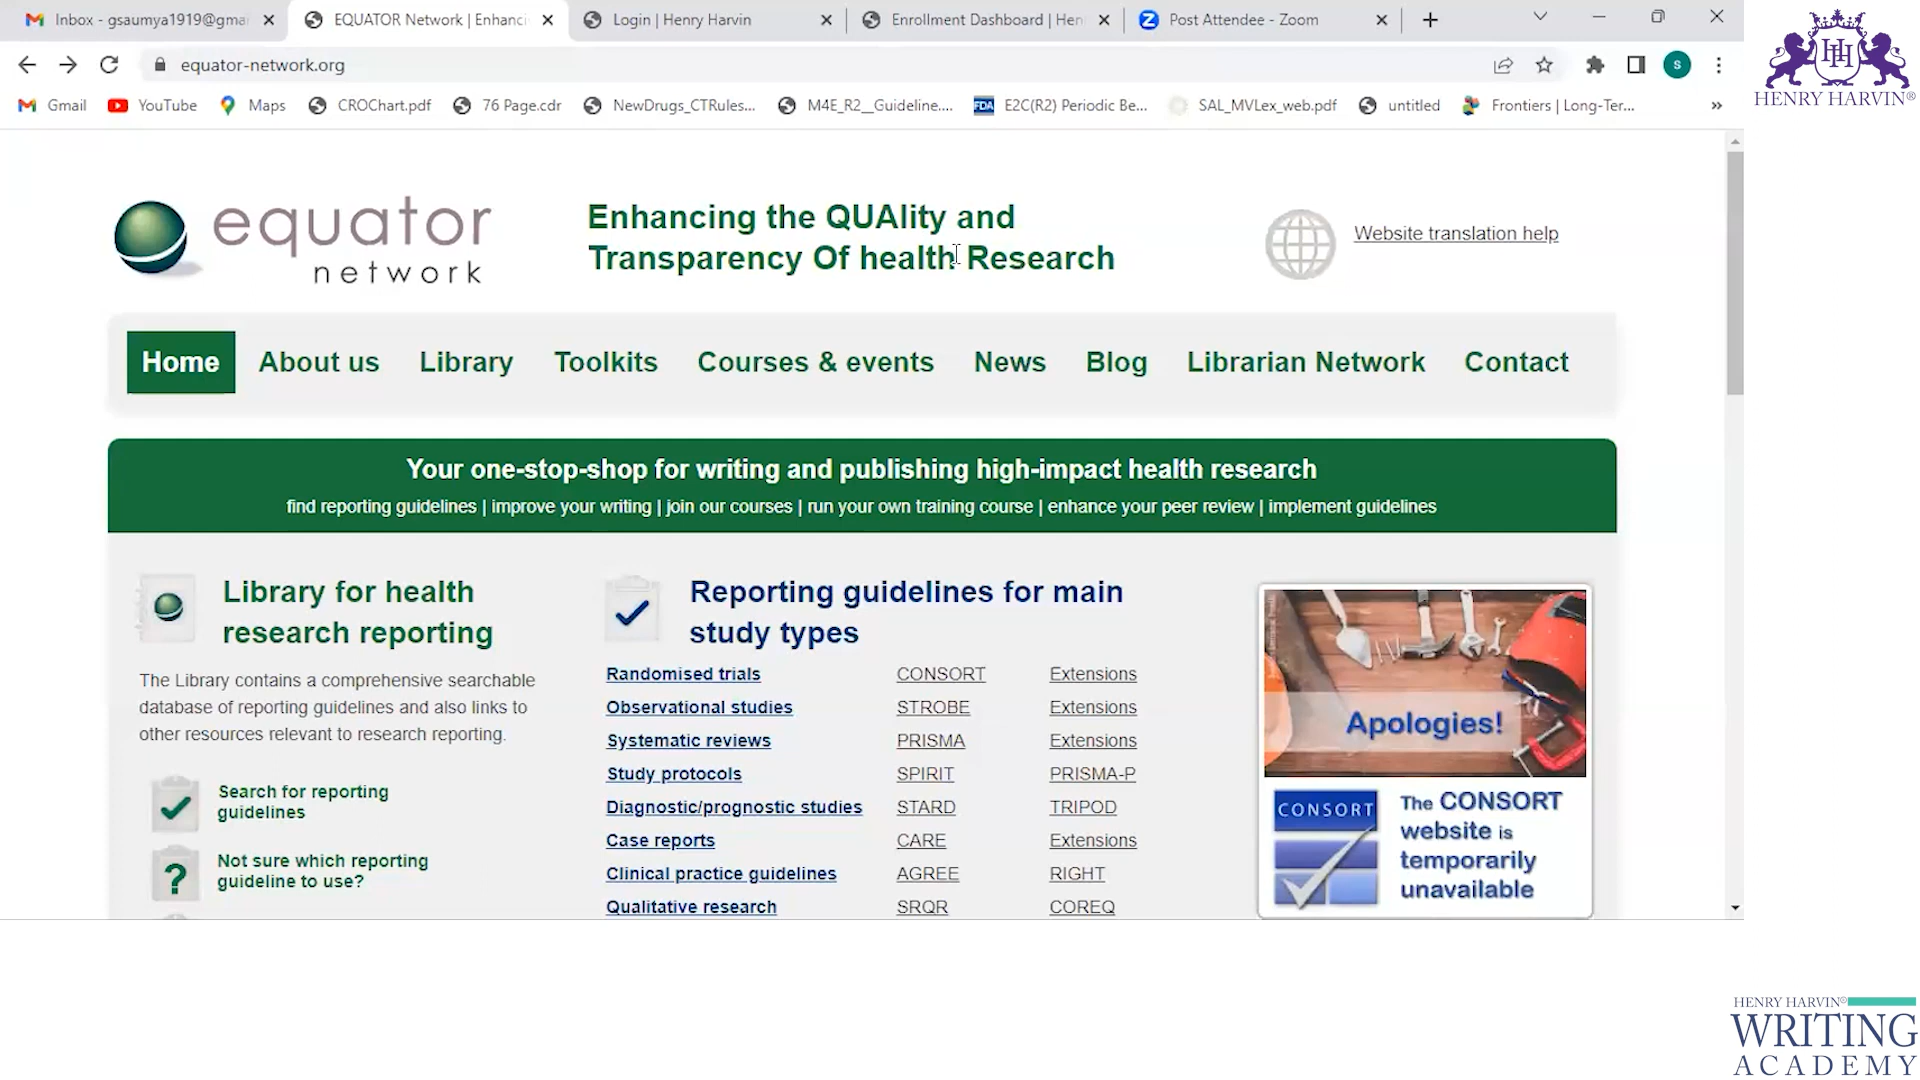 Inbox - gsaumya1919@gmai
EQUATOR Network | Enhanci
Login | Henry Harvin
Enrollment Dashboard | Hen
Post Attendee - Zoom
equator-network.org
S
Gmail
YouTube
Maps
CROChart.pdf
76 Page.cdr
NewDrugs_CTRules...
M4E_R2__Guideline....
FDA
E2C(R2) Periodic Be...
SAL_MVLex_web.pdf
untitled
Frontiers | Long-Ter...
»
HENRY HARVIN®
equator
network
Enhancing the QUAlity and
Transparency Of health Research
Website translation help
Home
About us
Library
Toolkits
Courses & events
News
Blog
Librarian Network
Contact
Your one-stop-shop for writing and publishing high-impact health research
find reporting guidelines | improve your writing | join our courses | run your own training course | enhance your peer review | implement guidelines
Library for health
research reporting
The Library contains a comprehensive searchable
database of reporting guidelines and also links to
other resources relevant to research reporting.
Search for reporting
guidelines
Not sure which reporting
guideline to use?
Reporting guidelines for main
study types
Randomised trials CONSORT Extensions
Observational studies STROBE Extensions
Systematic reviews PRISMA Extensions
Study protocols SPIRIT PRISMA-P
Diagnostic/prognostic studies STARD TRIPOD
Case reports CARE Extensions
Clinical practice guidelines AGREE RIGHT
Qualitative research SRQR COREQ
Apologies!
CONSORT
The CONSORT
website is
temporarily
unavailable
HENRY HARVIN®
WRITING
ACADEMY